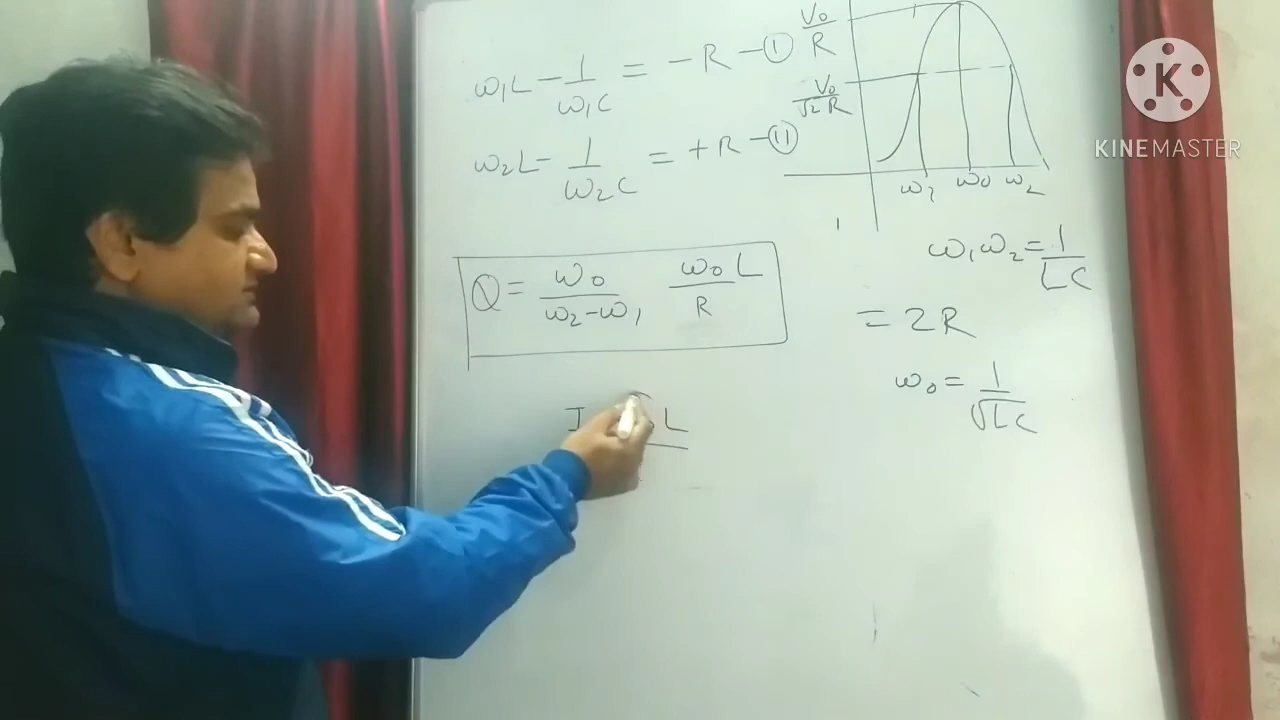 ω₁L - 1/ω₁C = -R - (I)
ω₂L - 1/ω₂C = +R - (II)
V₀/R
V₀/√2 R
ω₁ ω₀ ω₂
ω₁ω₂ = 1/LC
Q = ω₀/ω₂-ω₁, ω₀L/R
= 2R
ω₀ = 1/√LC
I L
K
KINEMASTER